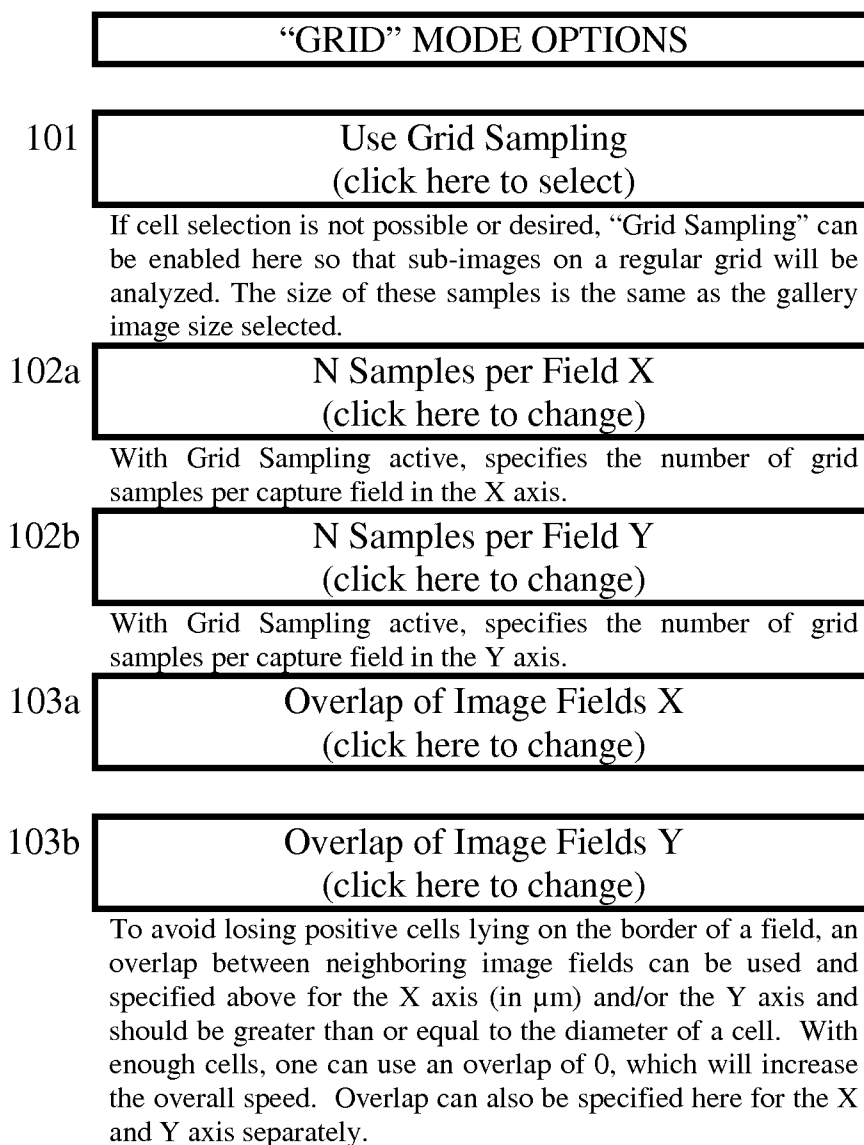 “GRID” MODE OPTIONS
101
Use Grid Sampling
(click here to select)
If cell selection is not possible or desired, “Grid Sampling” can
be enabled here so that sub-images on a regular grid will be
analyzed. The size of these samples is the same as the gallery
image size selected.
102a
N Samples per Field X
(click here to change)
With Grid Sampling active, specifies the number of grid
samples per capture field in the X axis.
102b
N Samples per Field Y
(click here to change)
With Grid Sampling active, specifies the number of grid
samples per capture field in the Y axis.
103a
Overlap of Image Fields X
(click here to change)
103b
Overlap of Image Fields Y
(click here to change)
To avoid losing positive cells lying on the border of a field, an
overlap between neighboring image fields can be used and
specified above for the X axis (in µm) and/or the Y axis and
should be greater than or equal to the diameter of a cell. With
enough cells, one can use an overlap of 0, which will increase
the overall speed. Overlap can also be specified here for the X
and Y axis separately.